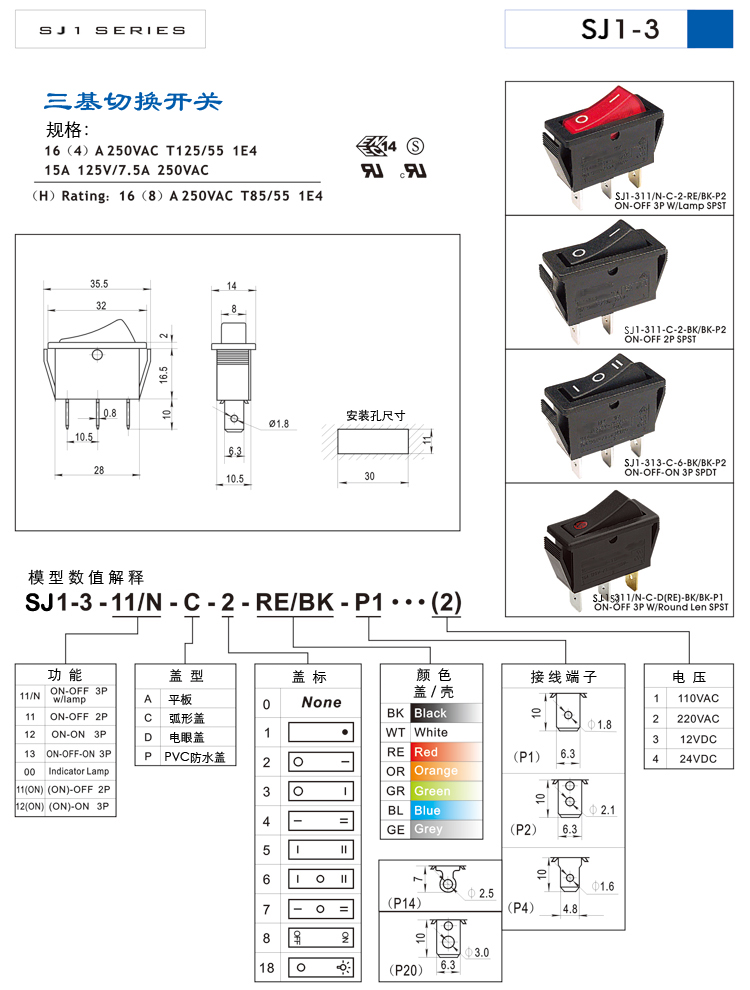 SJ1 SERIES
SJ1-3
三基切换开关
规格:
16(4)A 250VAC T125/55 1E4
15A 125V/7.5A 250VAC
(H) Rating: 16(8)A 250VAC T85/55 1E4
14
S
c
SJ1-311/N-C-2-RE/BK-P2
ON-OFF 3P W/Lamp SPST
SJ1-311-C-2-BK/BK-P2
ON-OFF 2P SPST
SJ1-313-C-6-BK/BK-P2
ON-OFF-ON 3P SPDT
SJ1-311/N-C-D(RE)-BK/BK-P1
ON-OFF 3P W/Round Len SPST
35.5
32
2
16.5
10
0.8
10.5
28
14
8
Ø1.8
6.3
10.5
安装孔尺寸
11
30
模型数值解释
SJ1-3-11/N-C-2-RE/BK-P1···(2)
功能
11/N ON-OFF 3P w/lamp
11 ON-OFF 2P
12 ON-ON 3P
13 ON-OFF-ON 3P
00 Indicator Lamp
11(ON) (ON)-OFF 2P
12(ON) (ON)-ON 3P
盖型
A 平板
C 弧形盖
D 电眼盖
P PVC防水盖
盖标
0 None
1 •
2 O —
3 O I
4 – =
5 I II
6 I O II
7 – O =
8 OFF ON
18 O
颜色
盖/壳
BK Black
WT White
RE Red
OR Orange
GR Green
BL Blue
GE Grey
接线端子
10
Φ1.8
(P1) 6.3
10
Φ2.1
(P2) 6.3
10
Φ1.6
(P4) 4.8
7
Φ2.5
(P14)
10
Φ3.0
(P20) 6.3
电压
1 110VAC
2 220VAC
3 12VDC
4 24VDC